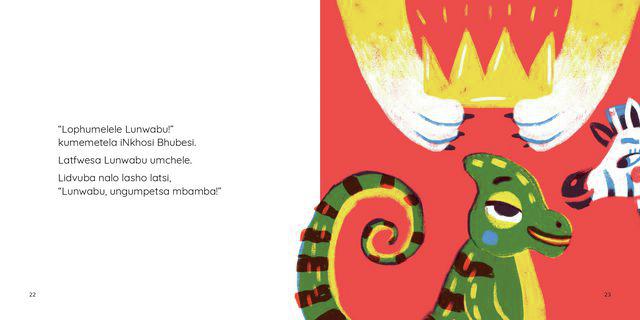 “Lophumelele Lunwabu!”
kumemetela iNkhosi Bhubesi.
Latfwesa Lunwabu umchele.
Lidvuba nalo lasho latsi,
“Lunwabu, ungumpetsa mbamba!”
22
23